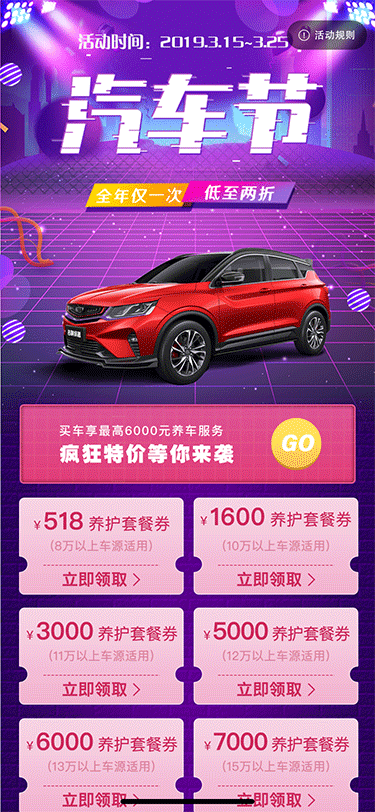 活动时间：2019.3.15~3.25
活动规则
汽车节
全年仅一次 低至两折
买车享最高6000元养车服务
疯狂特价等你来袭
GO
¥518 养护套餐券
(8万以上车源适用)
立即领取 >
¥1600 养护套餐券
(10万以上车源适用)
立即领取 >
¥3000 养护套餐券
(11万以上车源适用)
立即领取 >
¥5000 养护套餐券
(12万以上车源适用)
立即领取 >
¥6000 养护套餐券
(13万以上车源适用)
立即领取 >
¥7000 养护套餐券
(15万以上车源适用)
立即领取 >